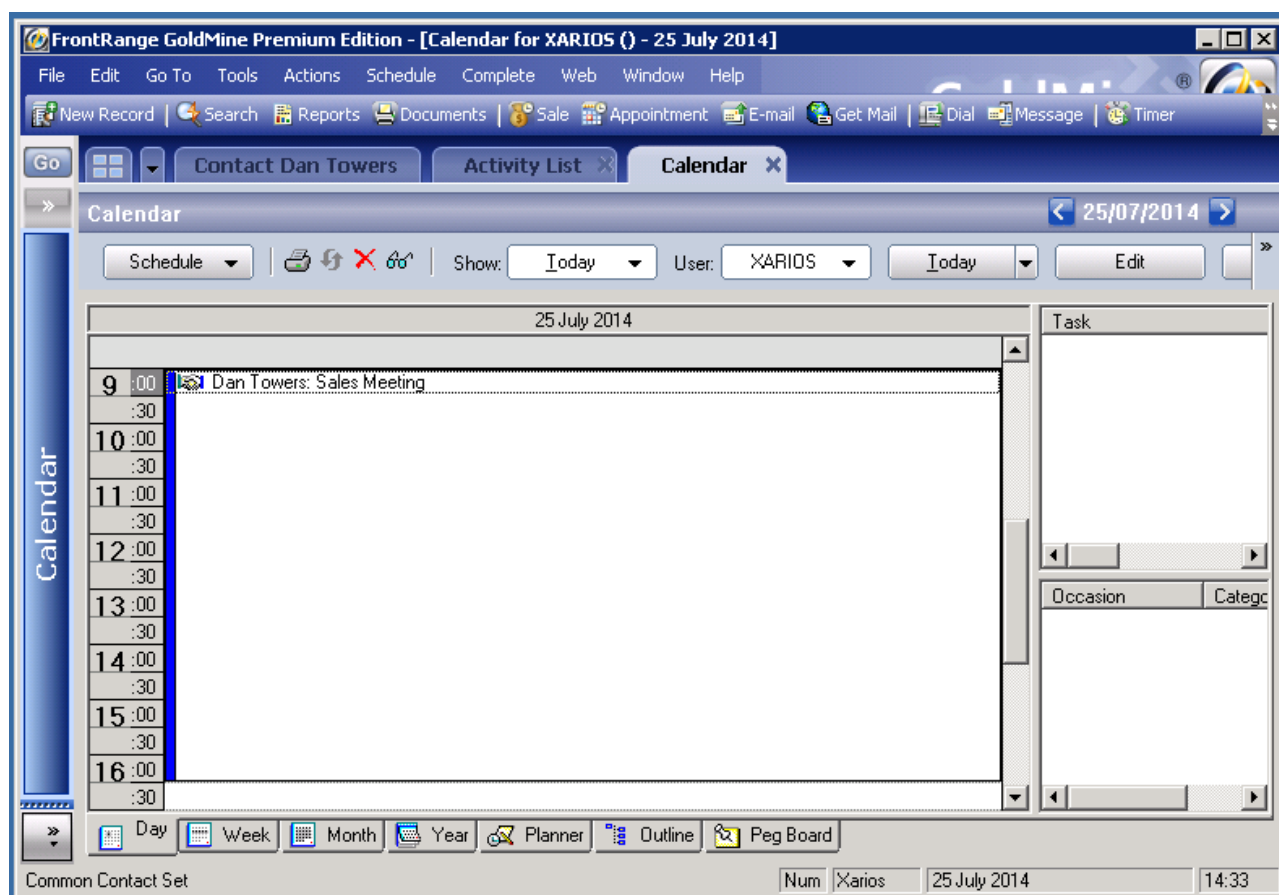 FrontRange GoldMine Premium Edition - [Calendar for XARIOS () - 25 July 2014]
File Edit Go To Tools Actions Schedule Complete Web Window Help
®
New Record Search Reports Documents Sale Appointment E-mail Get Mail Dial Message Timer
Go Contact Dan Towers Activity List Calendar
Calendar 25/07/2014
Schedule Show: Today User: XARIOS Today Edit
25 July 2014 Task
9 :00 Dan Towers: Sales Meeting
:30
10 :00
:30
11 :00
:30
12 :00
:30
13 :00
:30
14 :00
:30
15 :00
:30
16 :00
:30
Calendar
Occasion Catego
Day Week Month Year Planner Outline Peg Board
Common Contact Set Num Xarios 25 July 2014 14:33